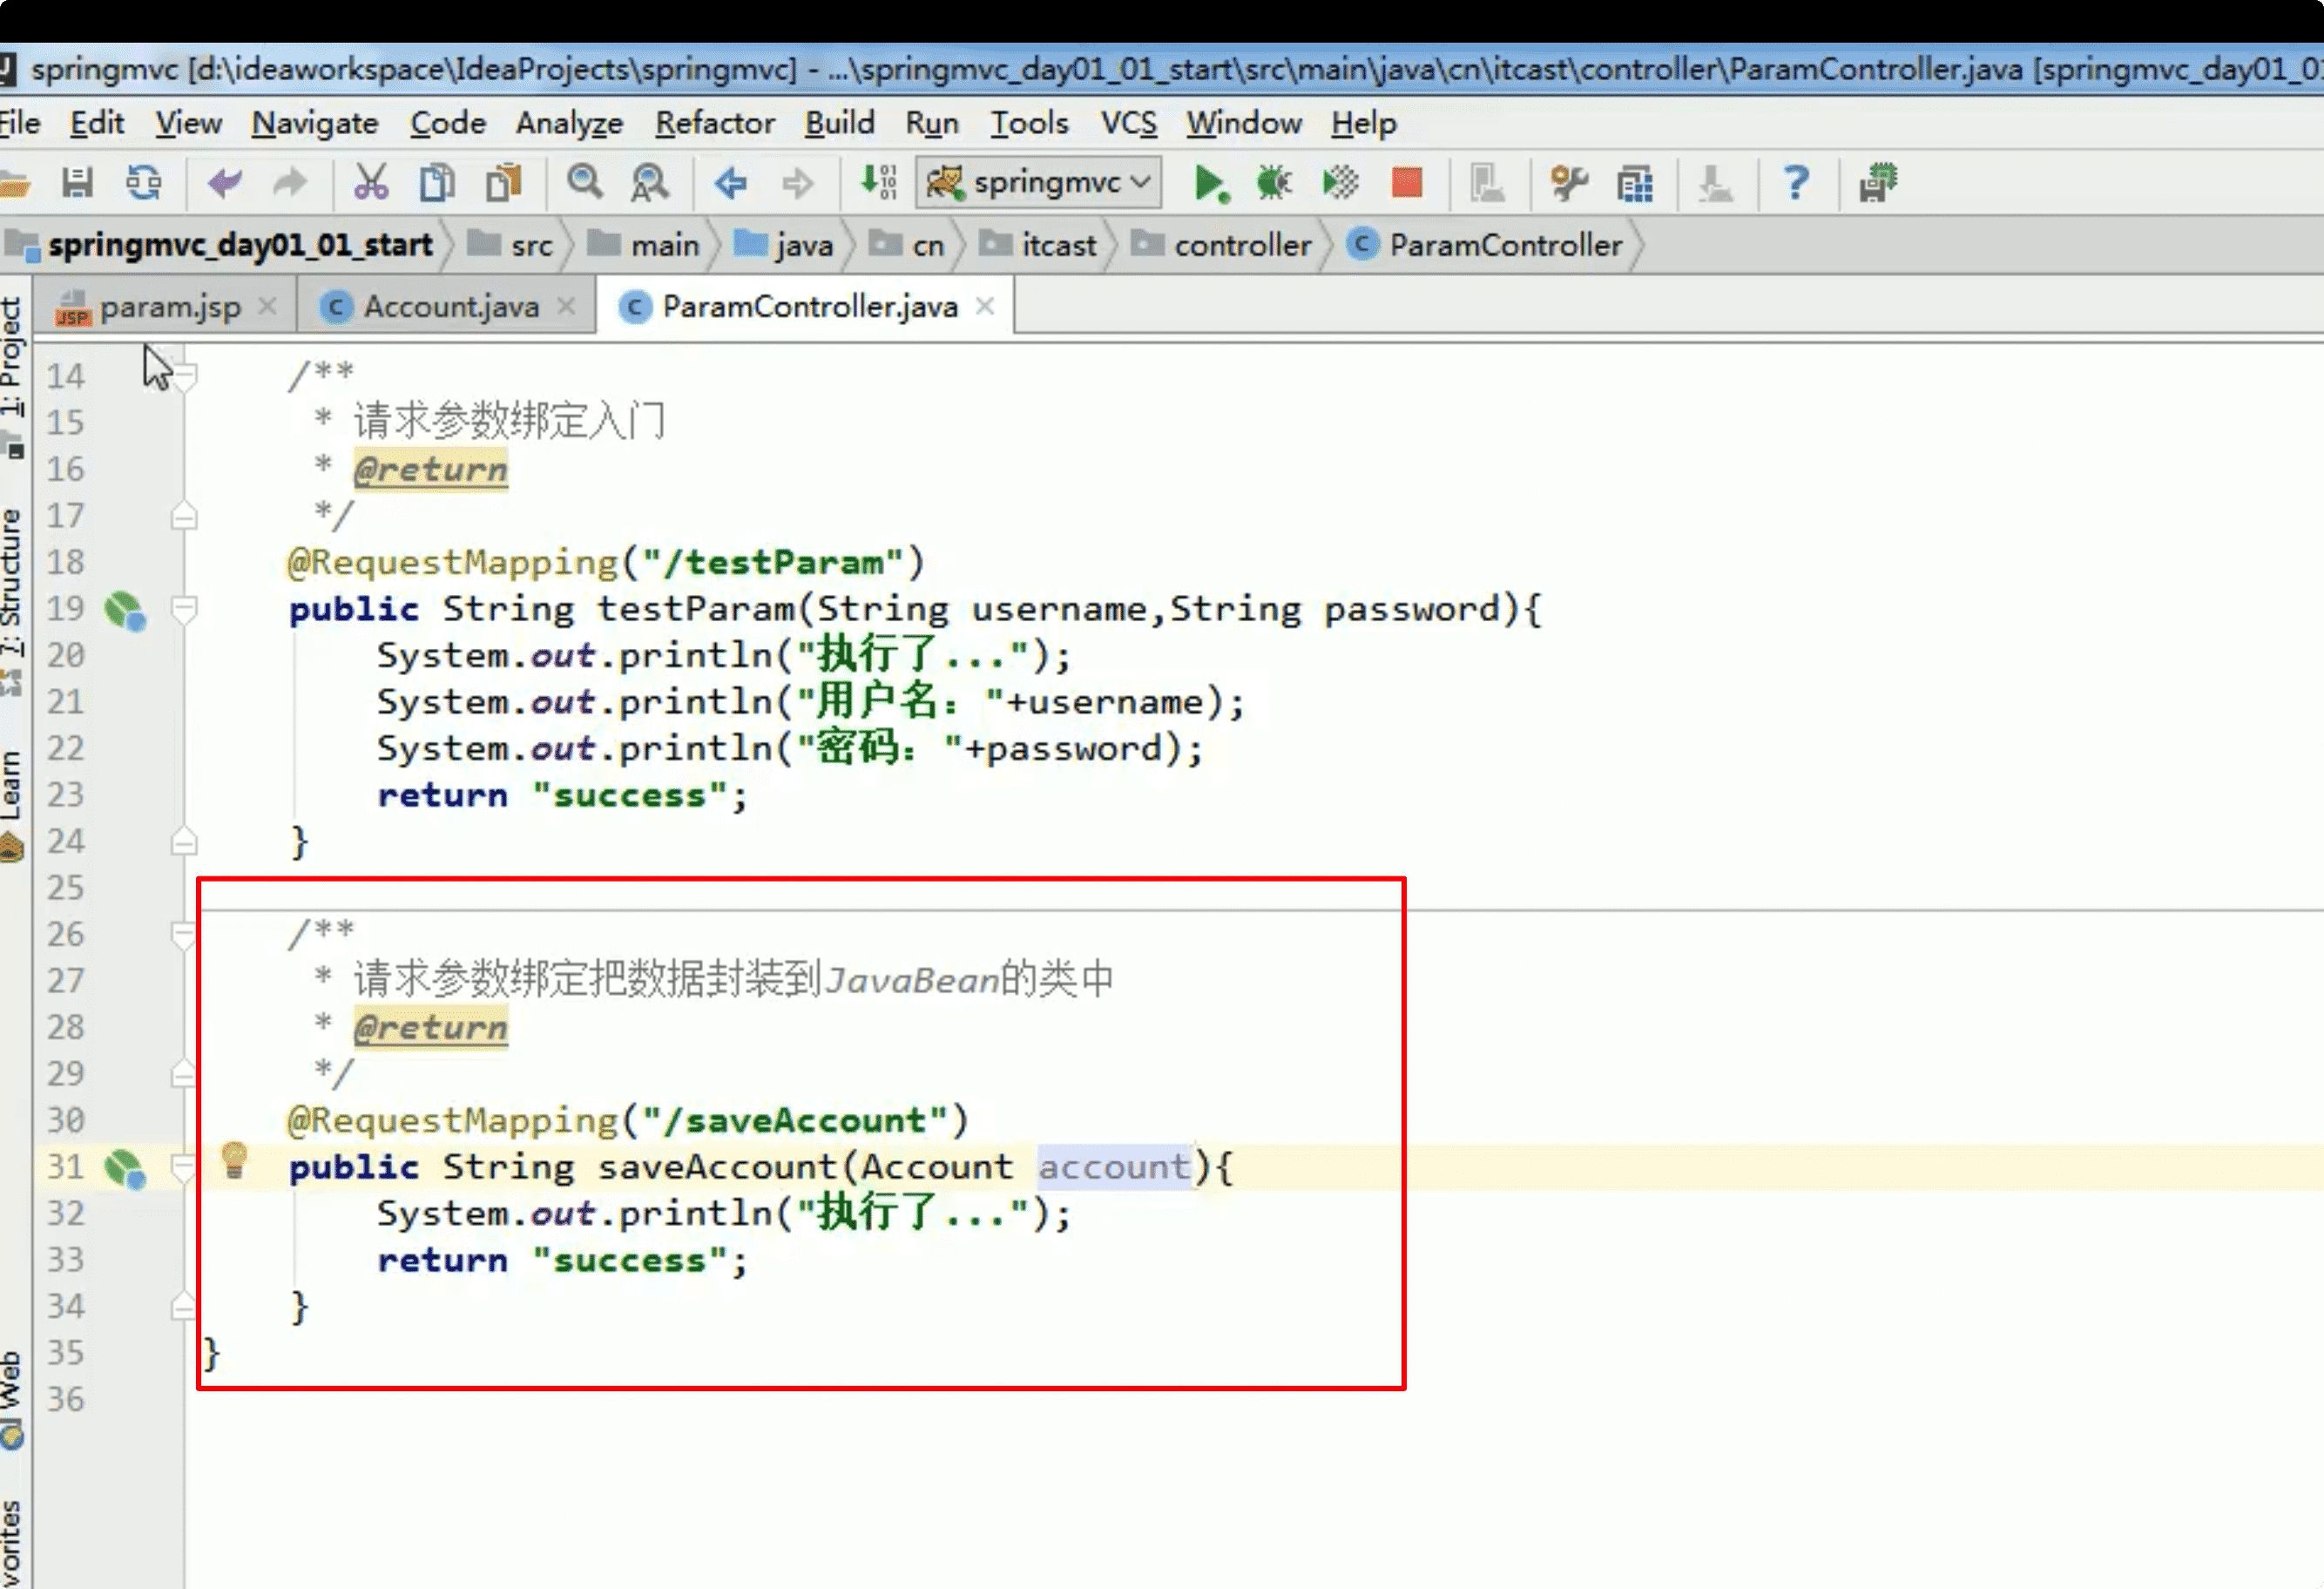 springmvc [d:\ideaworkspace\IdeaProjects\springmvc] - ...\springmvc_day01_01_start\src\main\java\cn\itcast\controller\ParamController.java [springmvc_day01_01
File Edit View Navigate Code Analyze Refactor Build Run Tools VCS Window Help
springmvc
springmvc_day01_01_start src main java cn itcast controller ParamController
param.jsp Account.java ParamController.java
1: Project
7: Structure
Learn
Web
vorites
14 /**
15 * 请求参数绑定入门
16 * @return
17 */
18 @RequestMapping("/testParam")
19 public String testParam(String username,String password){
20 System.out.println("执行了...");
21 System.out.println("用户名："+username);
22 System.out.println("密码："+password);
23 return "success";
24 }
25
26 /**
27 * 请求参数绑定把数据封装到JavaBean的类中
28 * @return
29 */
30 @RequestMapping("/saveAccount")
31 public String saveAccount(Account account){
32 System.out.println("执行了...");
33 return "success";
34 }
35 }
36